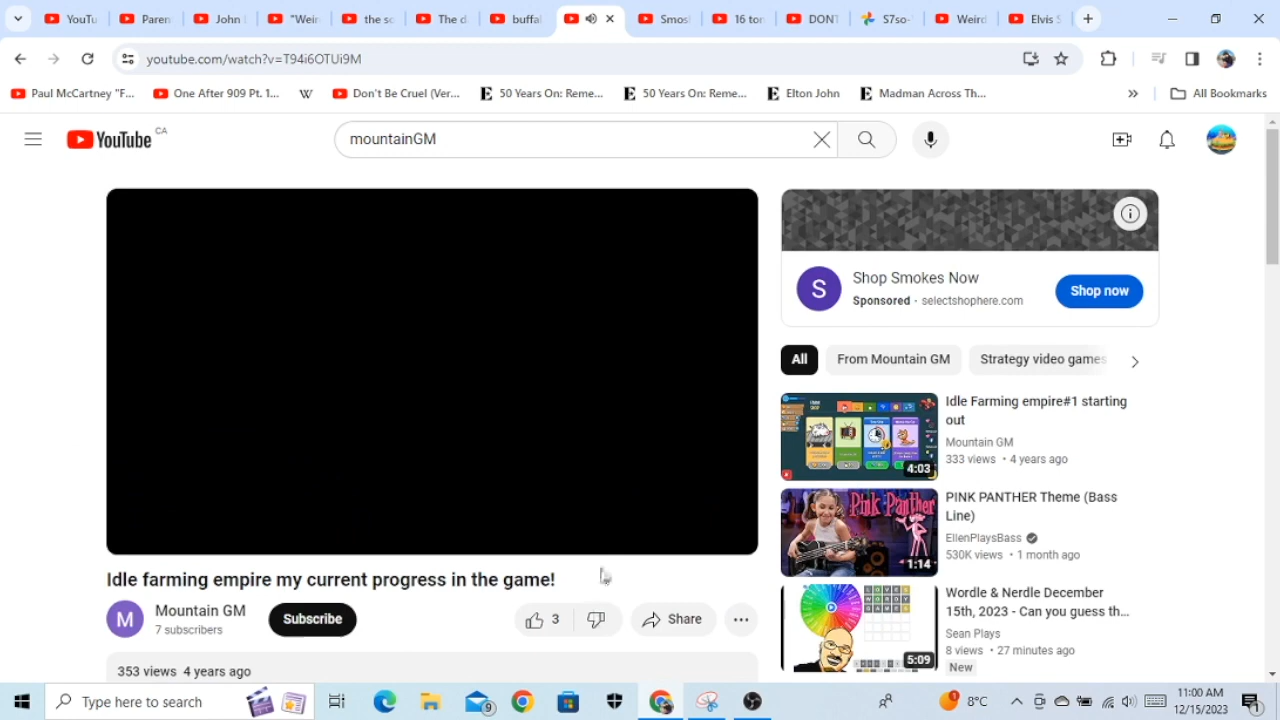 YouTu
Paren
John
"Wein
the so
The d
buffal
Smosl
16 ton
DON'T
S7so-
Weird
Elvis S
youtube.com/watch?v=T94i6OTUi9M
Paul McCartney "F...
One After 909 Pt. 1...
W
Don't Be Cruel (Ver...
E 50 Years On: Reme...
E 50 Years On: Reme...
E Elton John
E Madman Across Th...
All Bookmarks
YouTube CA
mountainGM
S
Shop Smokes Now
Sponsored · selectshophere.com
Shop now
All
From Mountain GM
Strategy video games
Idle Farming empire#1 starting
out
Mountain GM
333 views • 4 years ago
4:03
Pink Panther
1:14
PINK PANTHER Theme (Bass
Line)
EllenPlaysBass
530K views • 1 month ago
5:09
Wordle & Nerdle December
15th, 2023 - Can you guess th...
Sean Plays
8 views • 27 minutes ago
New
Idle farming empire my current progress in the game!
M
Mountain GM
7 subscribers
Subscribe
3
Share
353 views 4 years ago
Type here to search
9
1
8°C
11:00 AM
12/15/2023
1